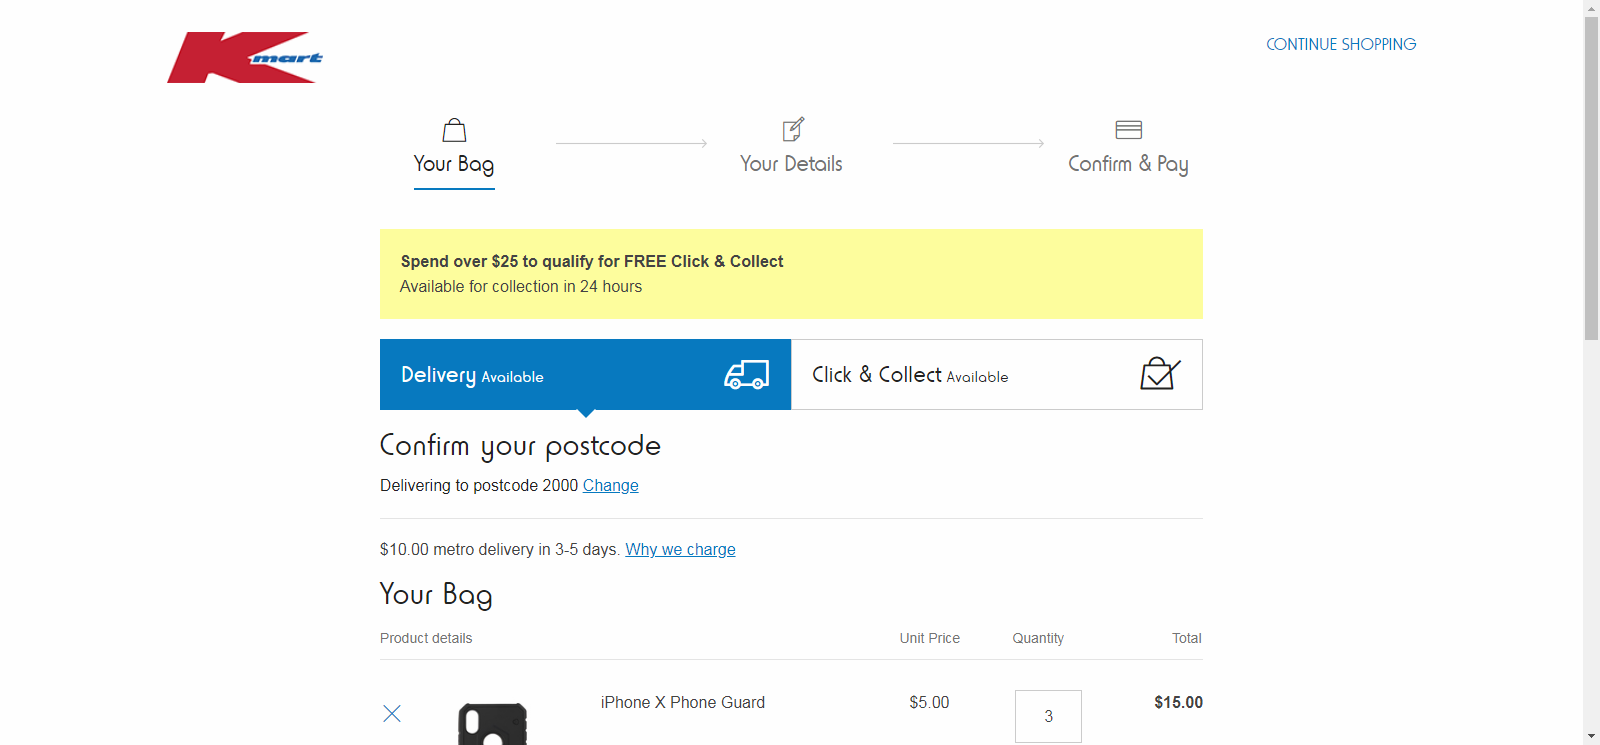 Kmart
CONTINUE SHOPPING
Your Bag
Your Details
Confirm & Pay
Spend over $25 to qualify for FREE Click & Collect
Available for collection in 24 hours
Delivery Available
Click & Collect Available
Confirm your postcode
Delivering to postcode 2000 Change
$10.00 metro delivery in 3-5 days. Why we charge
Your Bag
Product details Unit Price Quantity Total
iPhone X Phone Guard $5.00 3 $15.00